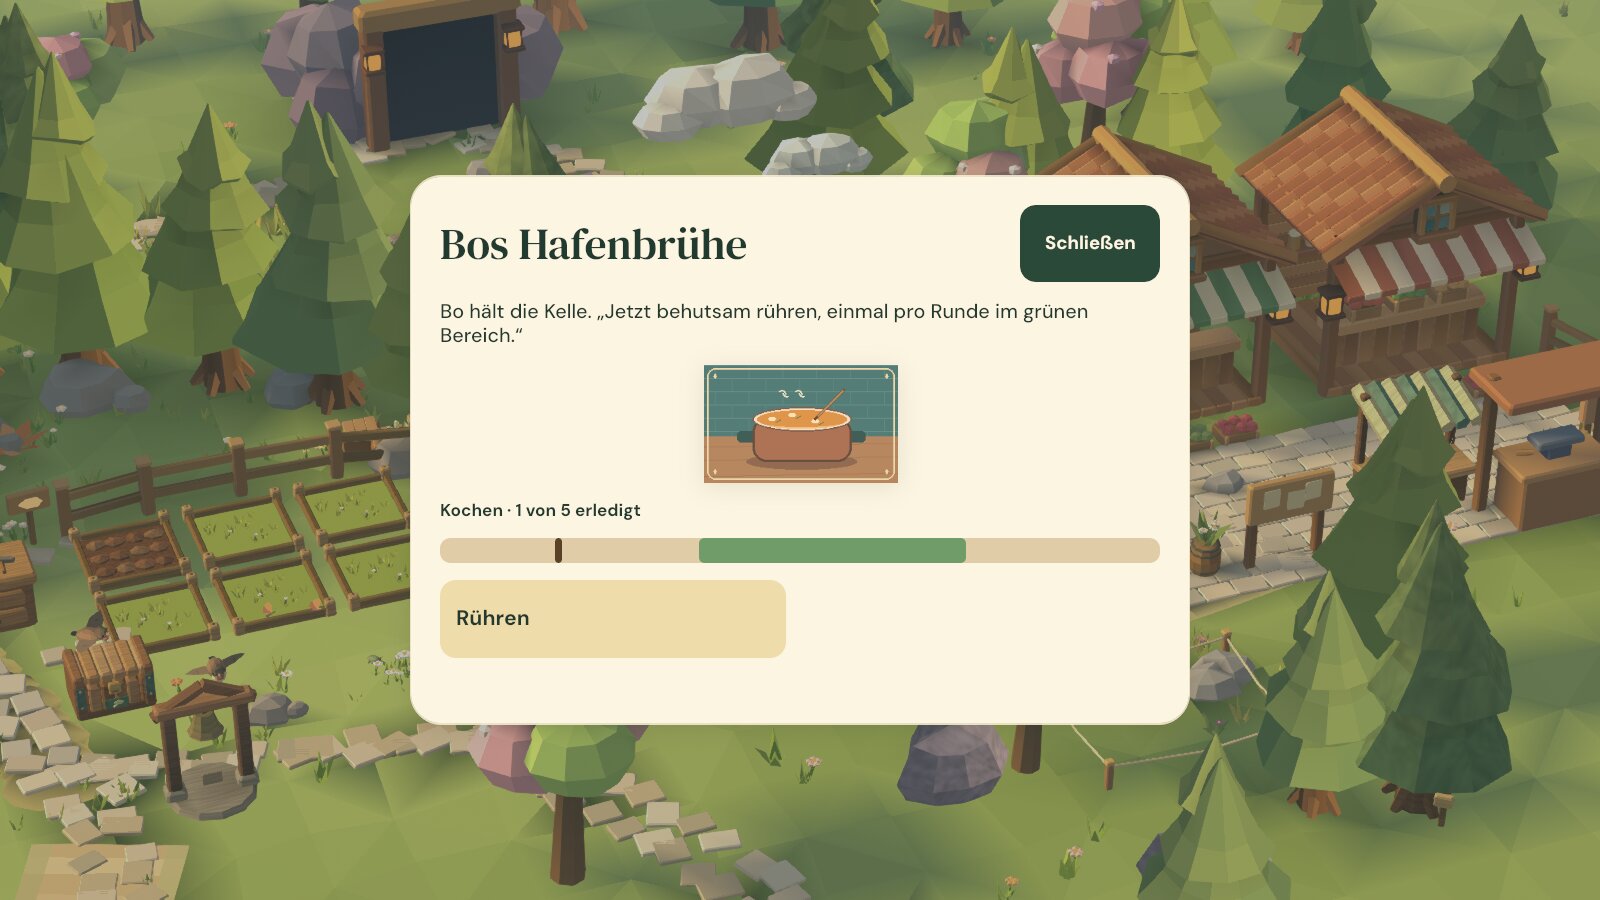 Bos Hafenbrühe
Schließen
Bo hält die Kelle. „Jetzt behutsam rühren, einmal pro Runde im grünen
Bereich.“
Kochen · 1 von 5 erledigt
Rühren